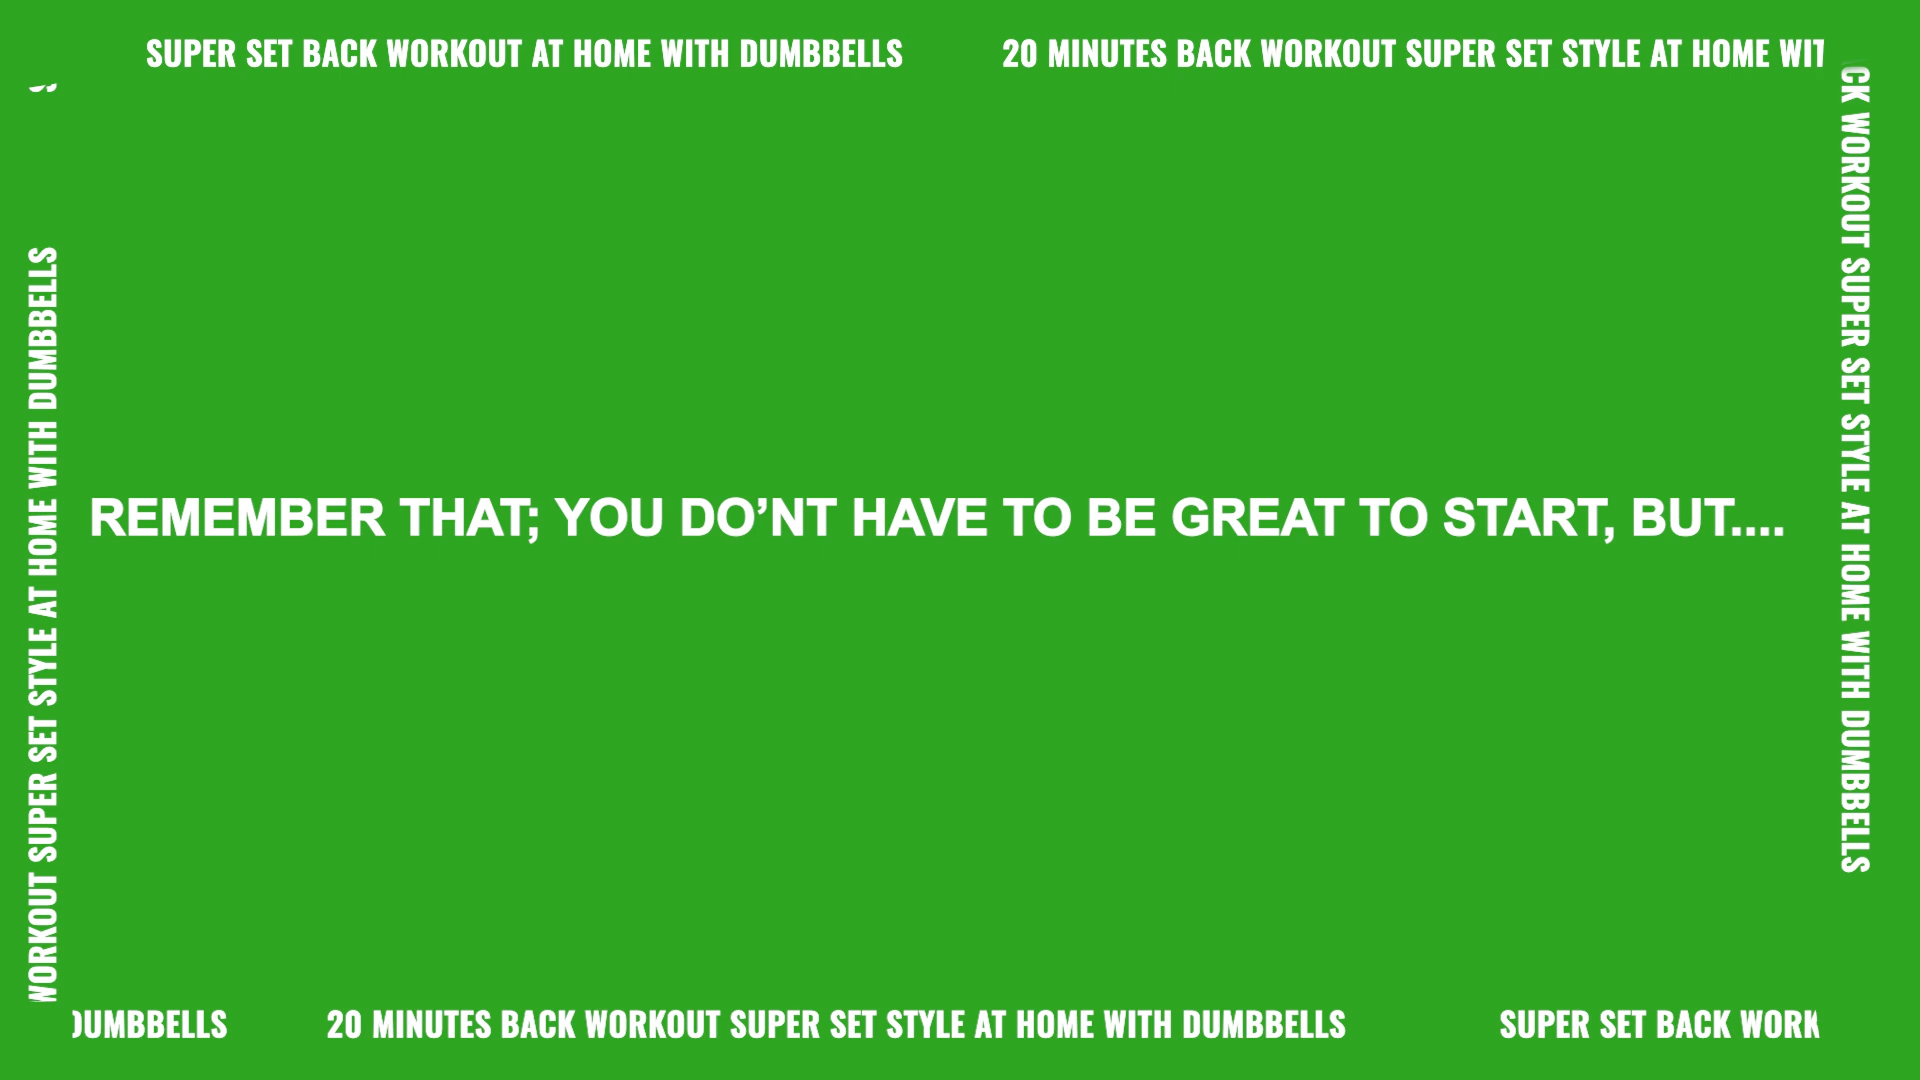 SUPER SET BACK WORKOUT AT HOME WITH DUMBBELLS
20 MINUTES BACK WORKOUT SUPER SET STYLE AT HOME WIT
WORKOUT SUPER SET STYLE AT HOME WITH DUMBBELLS
REMEMBER THAT; YOU DO’NT HAVE TO BE GREAT TO START, BUT....
CK WORKOUT SUPER SET STYLE AT HOME WITH DUMBBELLS
DUMBBELLS
20 MINUTES BACK WORKOUT SUPER SET STYLE AT HOME WITH DUMBBELLS
SUPER SET BACK WORK